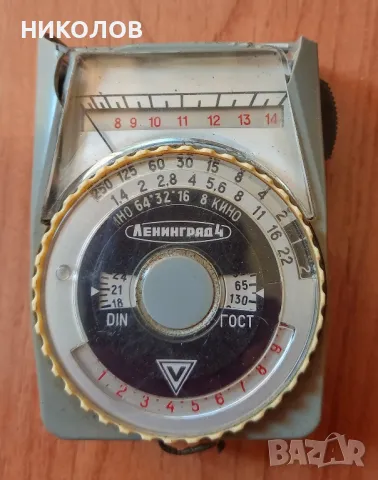 НИКОЛОВ
8 9 10 11 12 13 14
250 125 60 30 15 8 4 2
1,4 2 2,8 4 5,6 8 11 16 22
64 32 16 8 КИНО
ЛЕНИНГРАД 4
24 21 18
65 130
DIN ГОСТ
V
1 2 3 4 5 6 7 8 9
BAZAR